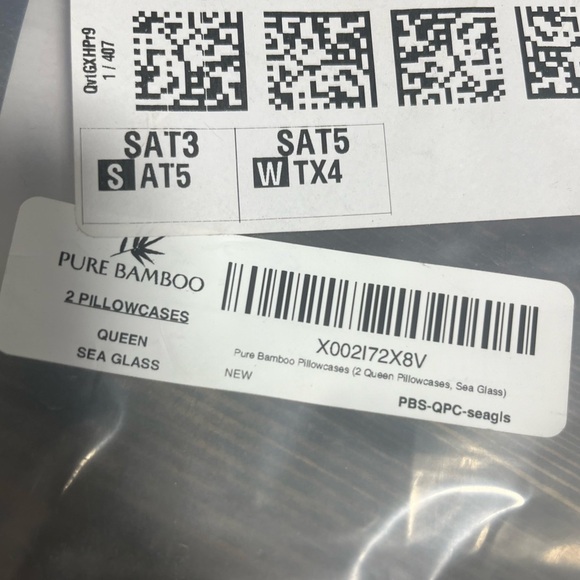 QvtGXHPr9
1 / 407
SAT3
SAT5
S AT5
W TX4
PURE BAMBOO
2 PILLOWCASES
QUEEN
SEA GLASS
X002I72X8V
Pure Bamboo Pillowcases (2 Queen Pillowcases, Sea Glass)
NEW
PBS-QPC-seagls